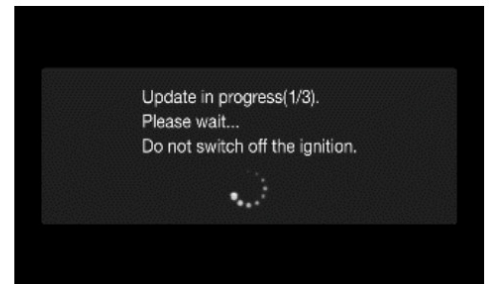 Update in progress(1/3).
Please wait...
Do not switch off the ignition.